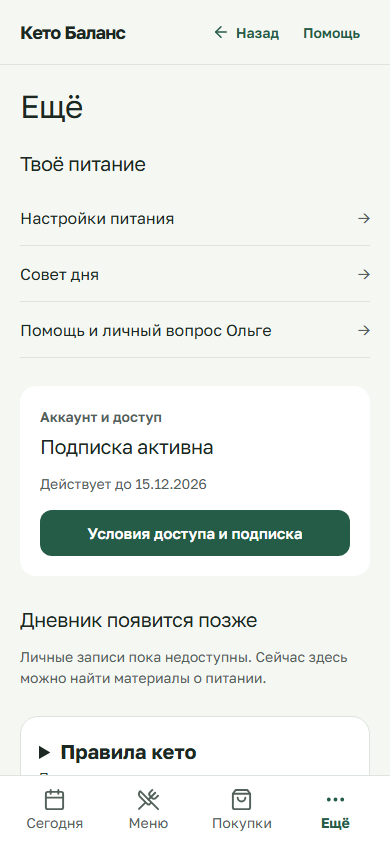 Кето Баланс
← Назад
Помощь
Ещё
Твоё питание
Настройки питания →
Совет дня →
Помощь и личный вопрос Ольге →
Аккаунт и доступ
Подписка активна
Действует до 15.12.2026
Условия доступа и подписка
Дневник появится позже
Личные записи пока недоступны. Сейчас здесь
можно найти материалы о питании.
Правила кето
Сегодня
Меню
Покупки
Ещё